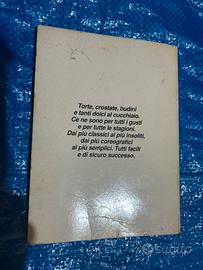 Torte, crostate, budini
e tanti dolci al cucchiaio.
Ce ne sono per tutti i gusti
e per tutte le stagioni.
Dai più classici ai più insoliti,
dai più coreografici
ai più semplici. Tutti facili
e di sicuro successo.
subito